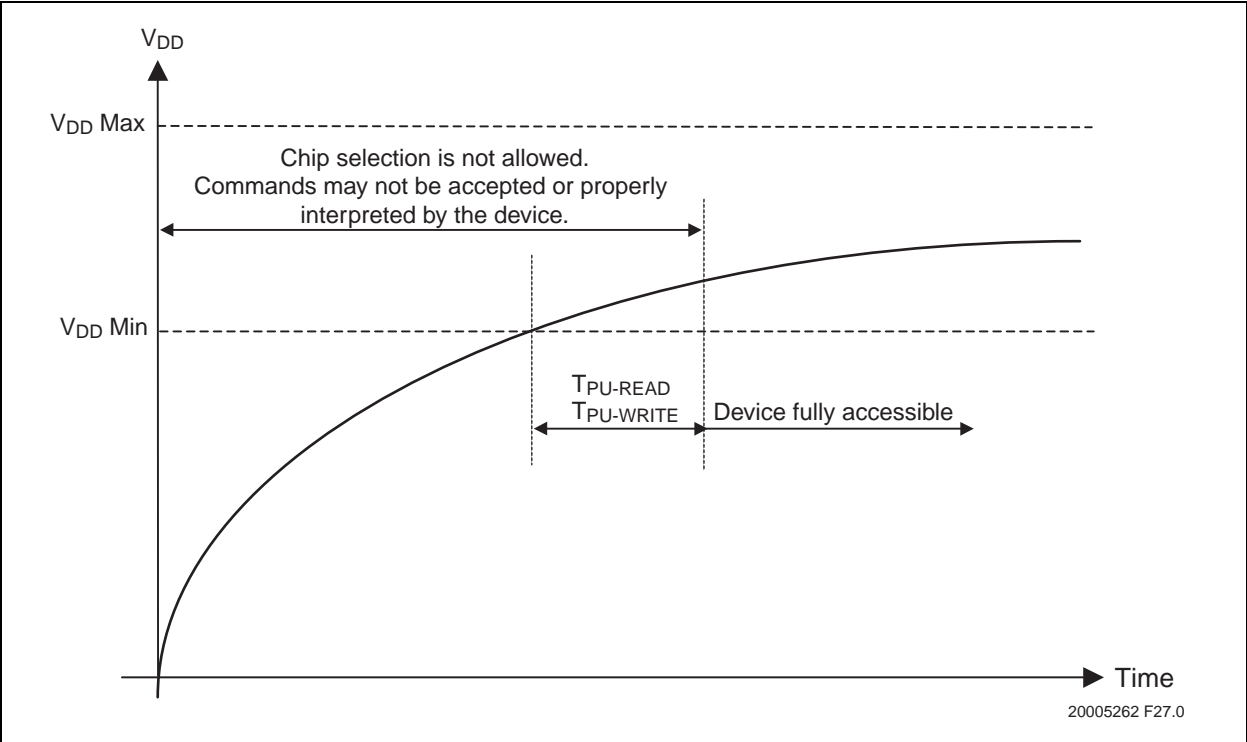 VDD
VDD Max
Chip selection is not allowed.
Commands may not be accepted or properly
interpreted by the device.
VDD Min
TPU-READ
TPU-WRITE
Device fully accessible
Time
20005262 F27.0